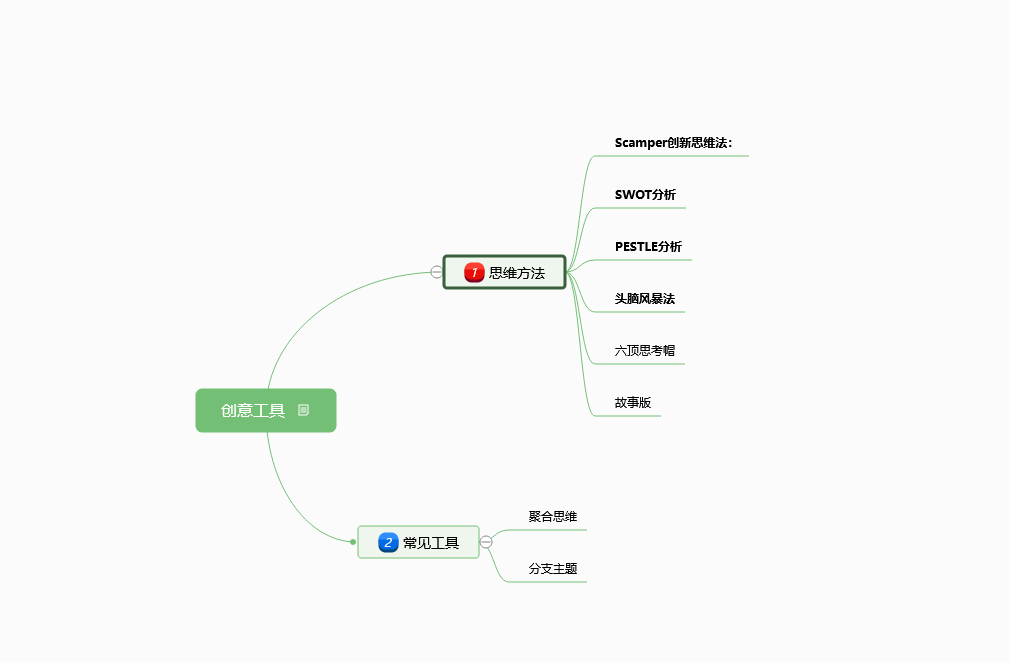 创意工具
1 思维方法
Scamper创新思维法：
SWOT分析
PESTLE分析
头脑风暴法
六顶思考帽
故事版
2 常见工具
聚合思维
分支主题